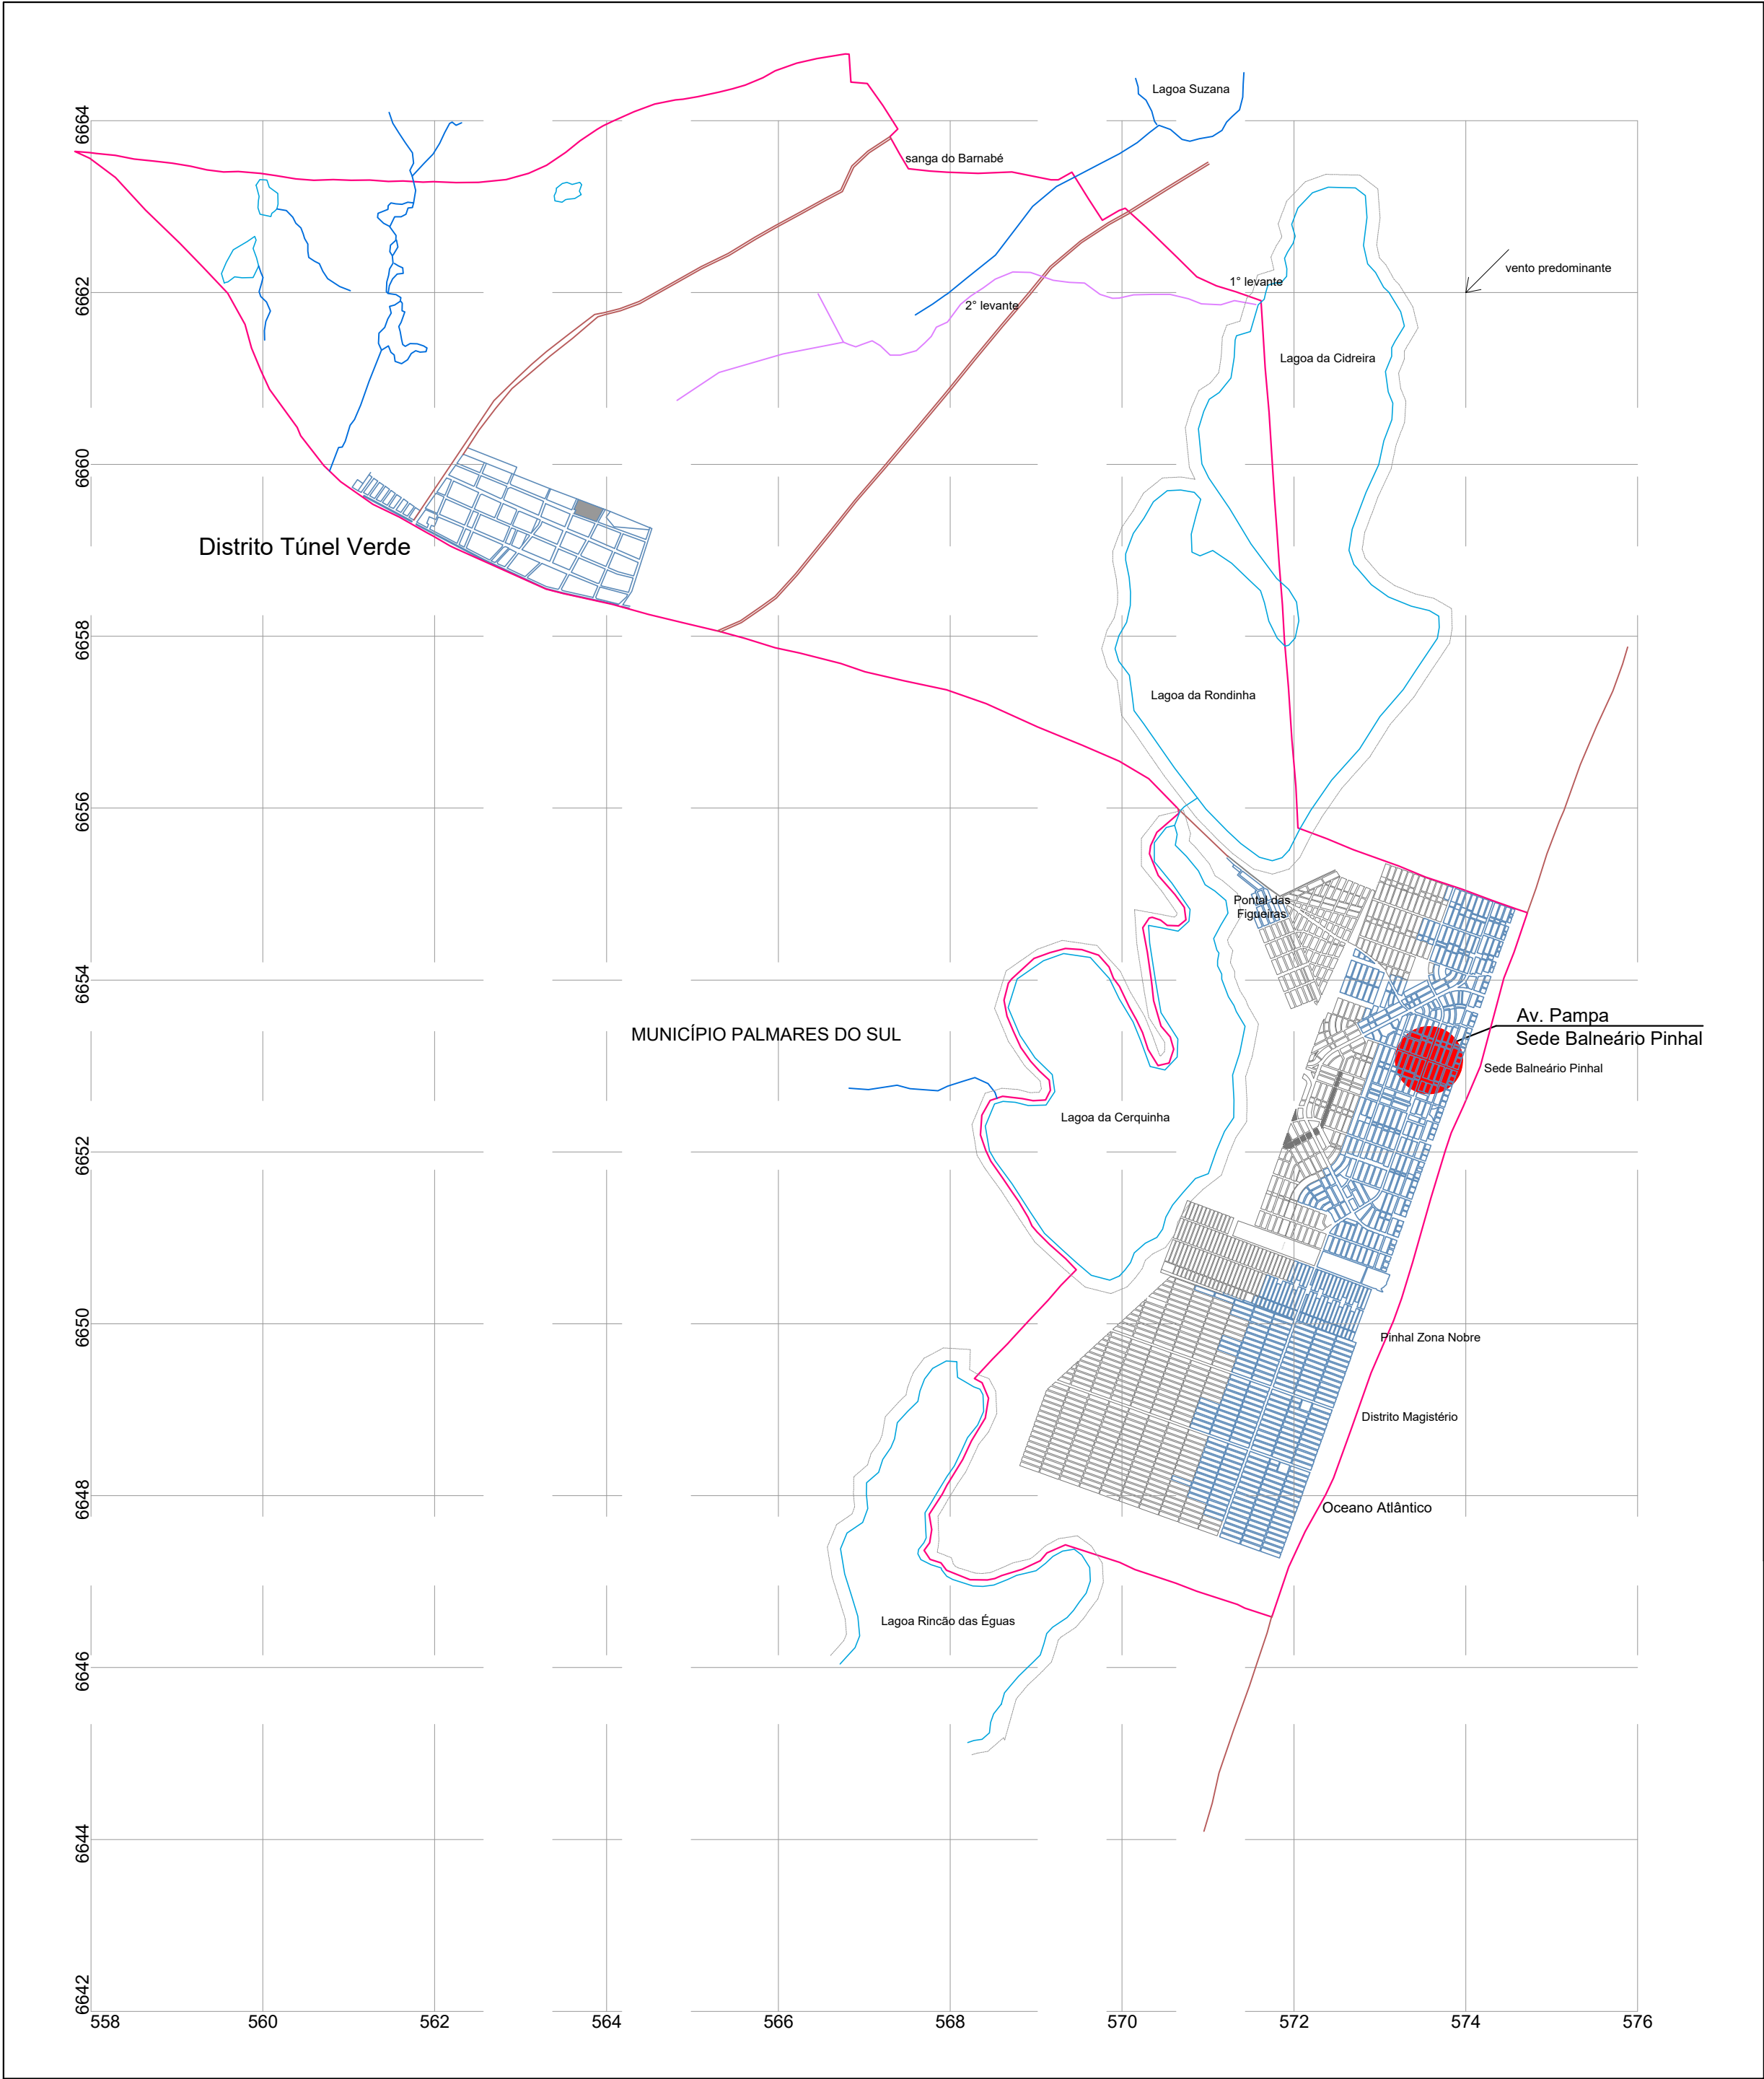 Lagoa Suzana
6664
sanga do Barnabé
vento predominante
1° levante
6662
2° levante
Lagoa da Cidreira
6660
Distrito Túnel Verde
6658
Lagoa da Rondinha
6656
Pontal das
Figueiras
6654
Av. Pampa
MUNICÍPIO PALMARES DO SUL
Sede Balneário Pinhal
Sede Balneário Pinhal
Lagoa da Cerquinha
6652
6650
Pinhal Zona Nobre
Distrito Magistério
6648
Oceano Atlântico
Lagoa Rincão das Éguas
6646
6644
6642
558 560 562 564 566 568 570 572 574 576